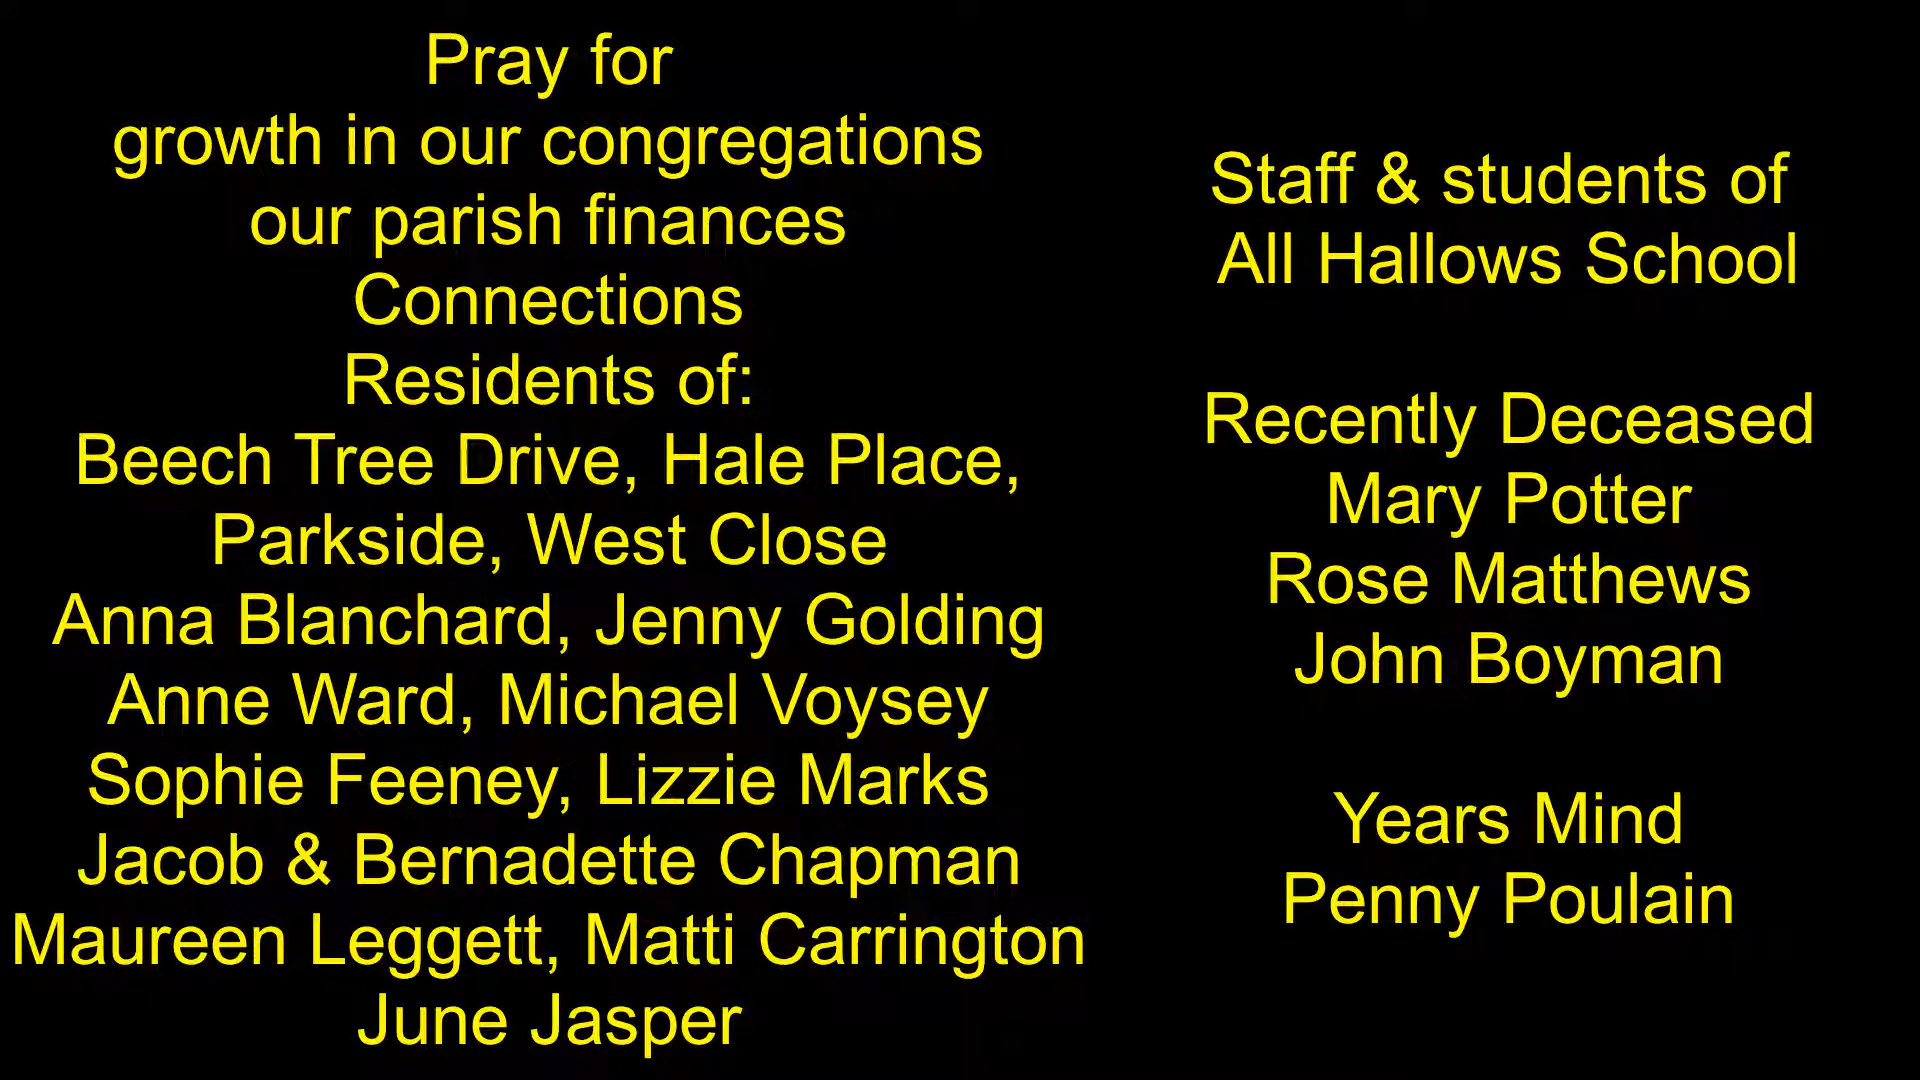 Pray for
growth in our congregations
our parish finances
Connections
Residents of:
Beech Tree Drive, Hale Place,
Parkside, West Close
Anna Blanchard, Jenny Golding
Anne Ward, Michael Voysey
Sophie Feeney, Lizzie Marks
Jacob & Bernadette Chapman
Maureen Leggett, Matti Carrington
June Jasper
Staff & students of
All Hallows School
Recently Deceased
Mary Potter
Rose Matthews
John Boyman
Years Mind
Penny Poulain